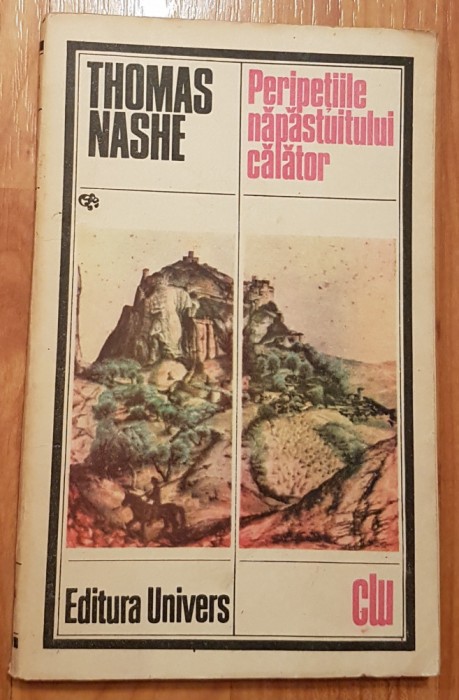 THOMAS
NASHE
Peripețiile
năpăstuitului
călător
Editura Univers
clu